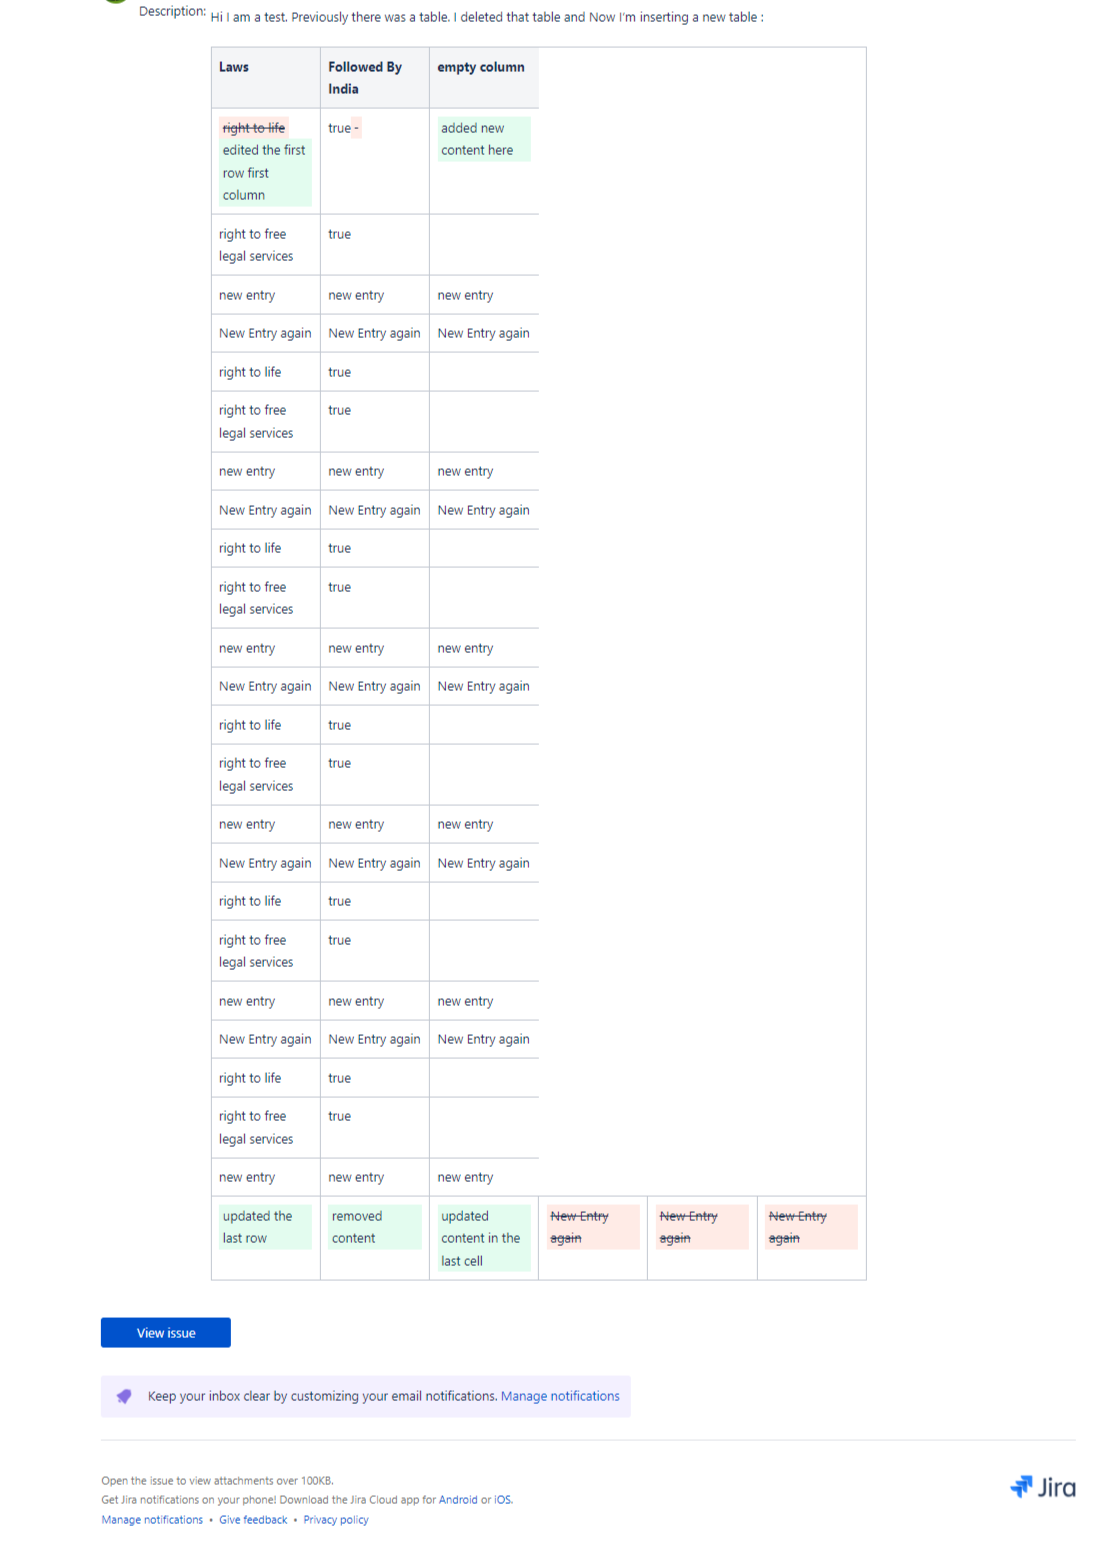 Description: Hi I am a test. Previously there was a table. I deleted that table and Now I'm inserting a new table :
Laws Followed By India empty column
right to life edited the first row first column true - added new content here
right to free legal services true
new entry new entry new entry
New Entry again New Entry again New Entry again
right to life true
right to free legal services true
new entry new entry new entry
New Entry again New Entry again New Entry again
right to life true
right to free legal services true
new entry new entry new entry
New Entry again New Entry again New Entry again
right to life true
right to free legal services true
new entry new entry new entry
New Entry again New Entry again New Entry again
right to life true
right to free legal services true
new entry new entry new entry
New Entry again New Entry again New Entry again
right to life true
right to free legal services true
new entry new entry new entry
updated the last row removed content updated content in the last cell New Entry again New Entry again New Entry again
View issue
Keep your inbox clear by customizing your email notifications. Manage notifications
Open the issue to view attachments over 100KB.
Get Jira notifications on your phone! Download the Jira Cloud app for Android or iOS.
Manage notifications • Give feedback • Privacy policy
Jira